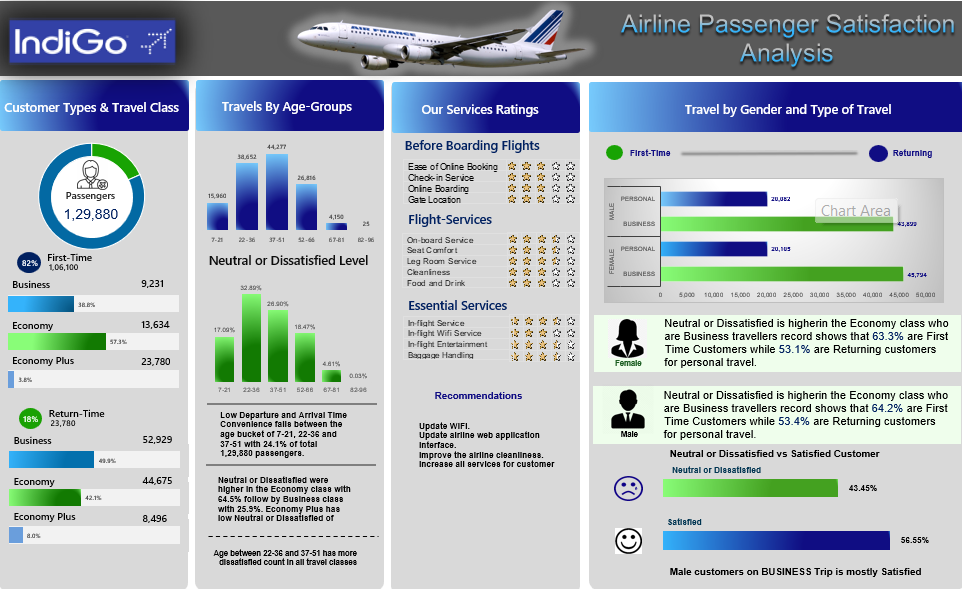 IndiGo
AIR FRANCE
Airline Passenger Satisfaction
Analysis
Customer Types & Travel Class
Passengers
1,29,880
82%
First-Time
1,06,100
Business
9,231
38.8%
Economy
13,634
57.3%
Economy Plus
23,780
3.8%
18%
Return-Time
23,780
Business
52,929
49.9%
Economy
44,675
42.1%
Economy Plus
8,496
8.0%
Travels By Age-Groups
15,960
38,652
44,277
26,816
4,150
25
7-21
22-36
37-51
52-66
67-81
82-96
Neutral or Dissatisfied Level
17.09%
32.89%
26.90%
18.47%
4.61%
0.03%
7-21
22-36
37-51
52-66
67-81
82-96
Low Departure and Arrival Time
Convenience falls between the
age bucket of 7-21, 22-36 and
37-51 with 24.1% of total
1,29,880 passengers.
Neutral or Dissatisfied were
higher in the Economy class with
64.5% follow by Business class
with 25.9%. Economy Plus has
low Neutral or Dissatisfied of
Age between 22-36 and 37-51 has more
dissatisfied count in all travel classes
Our Services Ratings
Before Boarding Flights
Ease of Online Booking
Check-in Service
Online Boarding
Gate Location
Flight-Services
On-board Service
Seat Comfort
Leg Room Service
Cleanliness
Food and Drink
Essential Services
In-flight Service
In-flight Wifi Service
In-flight Entertainment
Baggage Handling
Recommendations
Update WIFI.
Update airline web application
interface.
Improve the airline cleanliness.
Increase all services for customer
Travel by Gender and Type of Travel
First-Time
Returning
MALE
PERSONAL
20,082
BUSINESS
43,899
Chart Area
FEMALE
PERSONAL
20,105
BUSINESS
45,794
0
5,000
10,000
15,000
20,000
25,000
30,000
35,000
40,000
45,000
50,000
Female
Neutral or Dissatisfied is higherin the Economy class who
are Business travellers record shows that 63.3% are First
Time Customers while 53.1% are Returning customers
for personal travel.
Male
Neutral or Dissatisfied is higherin the Economy class who
are Business travellers record shows that 64.2% are First
Time Customers while 53.4% are Returning customers
for personal travel.
Neutral or Dissatisfied vs Satisfied Customer
Neutral or Dissatisfied
43.45%
Satisfied
56.55%
Male customers on BUSINESS Trip is mostly Satisfied